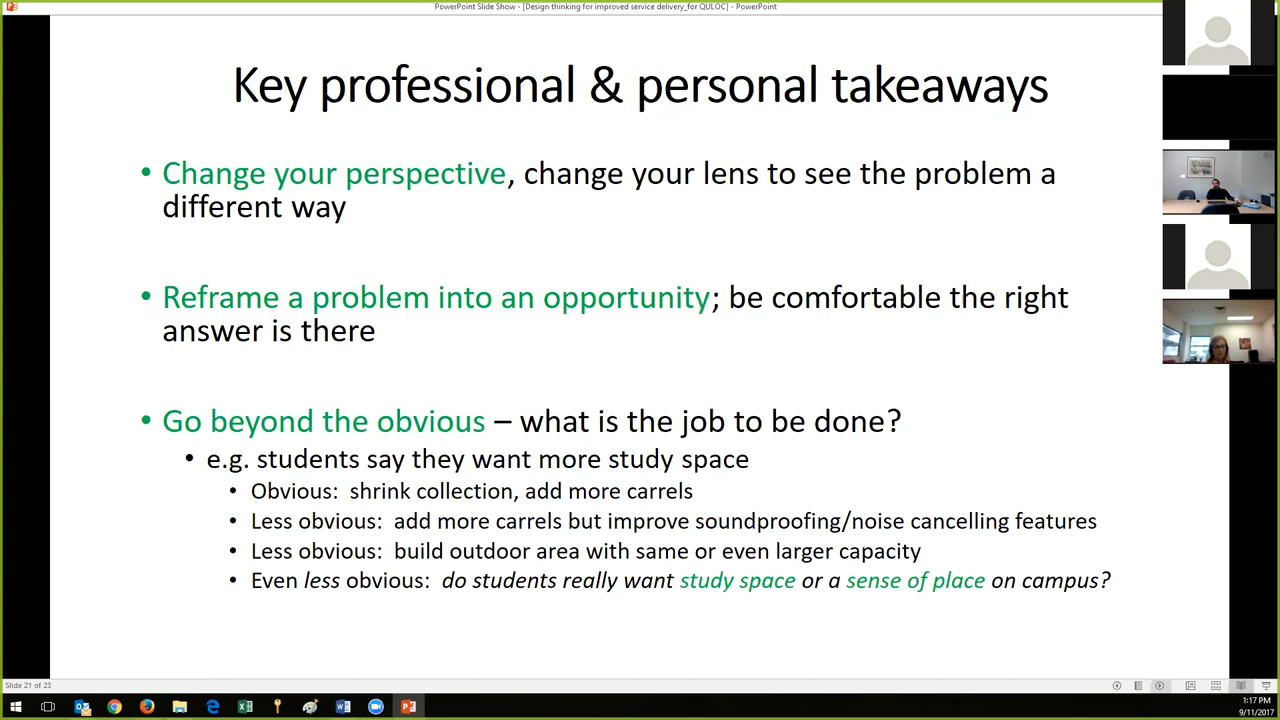 PowerPoint Slide Show - [Design thinking for improved service delivery_for QULOC] - PowerPoint
Key professional & personal takeaways
• Change your perspective, change your lens to see the problem a
different way
• Reframe a problem into an opportunity; be comfortable the right
answer is there
• Go beyond the obvious – what is the job to be done?
• e.g. students say they want more study space
• Obvious: shrink collection, add more carrels
• Less obvious: add more carrels but improve soundproofing/noise cancelling features
• Less obvious: build outdoor area with same or even larger capacity
• Even less obvious: do students really want study space or a sense of place on campus?
Slide 21 of 23
1:17 PM
9/11/2017